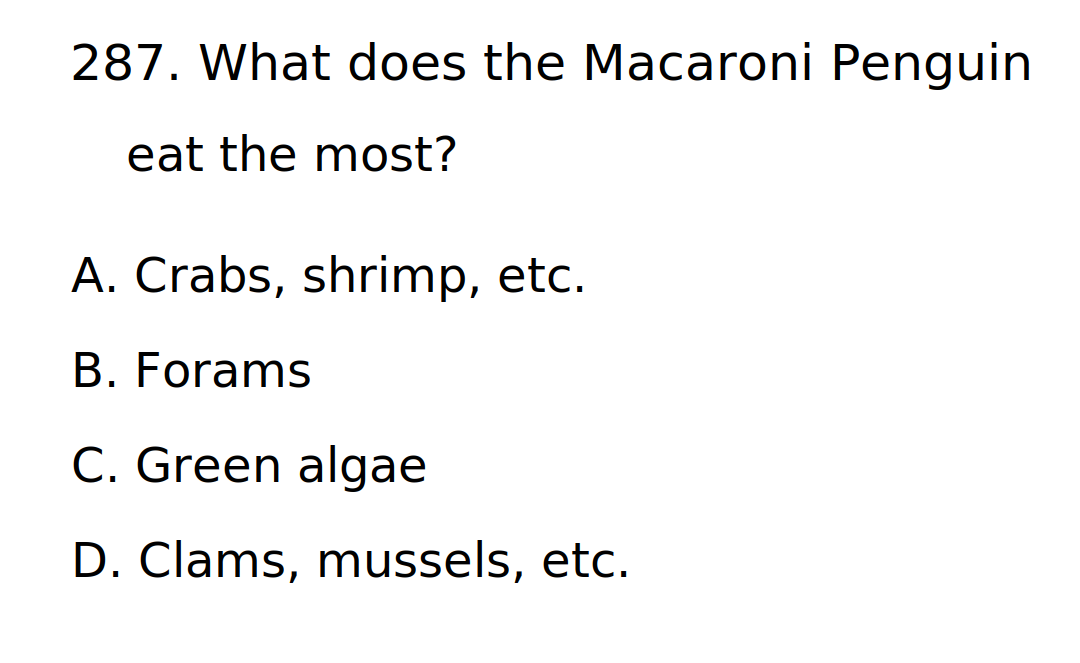 287. What does the Macaroni Penguin
eat the most?
A. Crabs, shrimp, etc.
B. Forams
C. Green algae
D. Clams, mussels, etc.